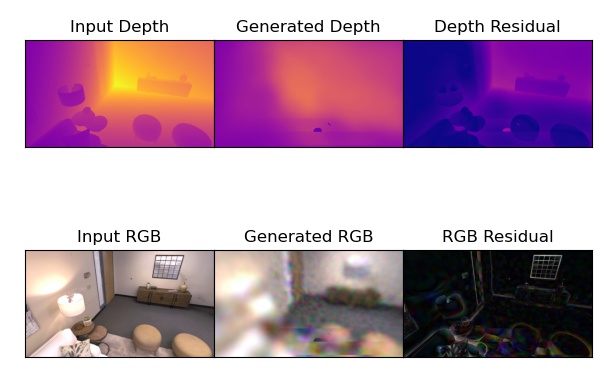 Input Depth
Generated Depth
Depth Residual
Input RGB
Generated RGB
RGB Residual